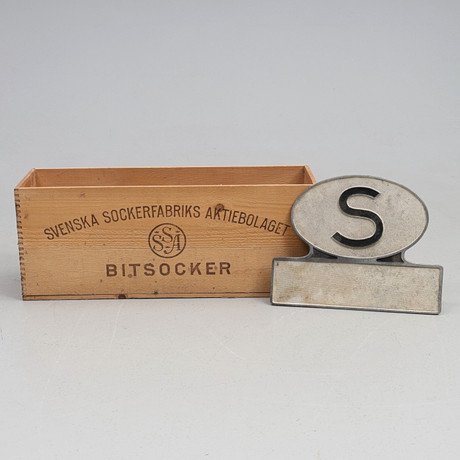 SVENSKA SOCKERFABRIKS AKTIEBOLAGET
SSA
BITSOCKER
S